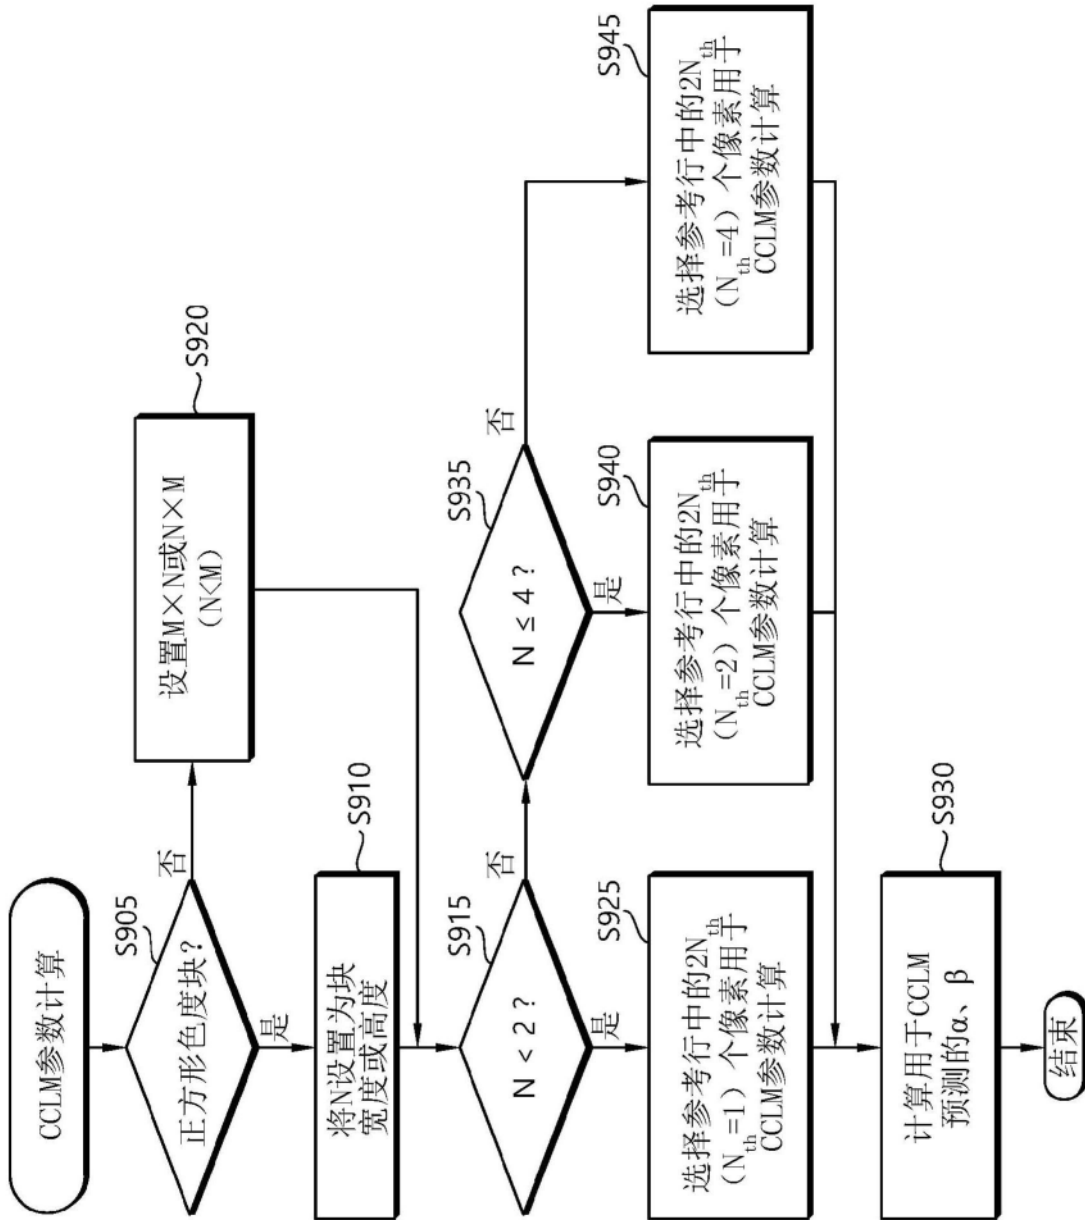 CCLM参数计算
S905
正方形色度块?
否
是
S920
设置M×N或N×M
(N<M)
S910
将N设置为块
宽度或高度
S915
N < 2 ?
否
是
S935
N ≤ 4 ?
否
是
S925
选择参考行中的2Nth
(Nth=1) 个像素用于
CCLM参数计算
S940
选择参考行中的2Nth
(Nth=2) 个像素用于
CCLM参数计算
S945
选择参考行中的2Nth
(Nth=4) 个像素用于
CCLM参数计算
S930
计算用于CCLM
预测的α、β
结束